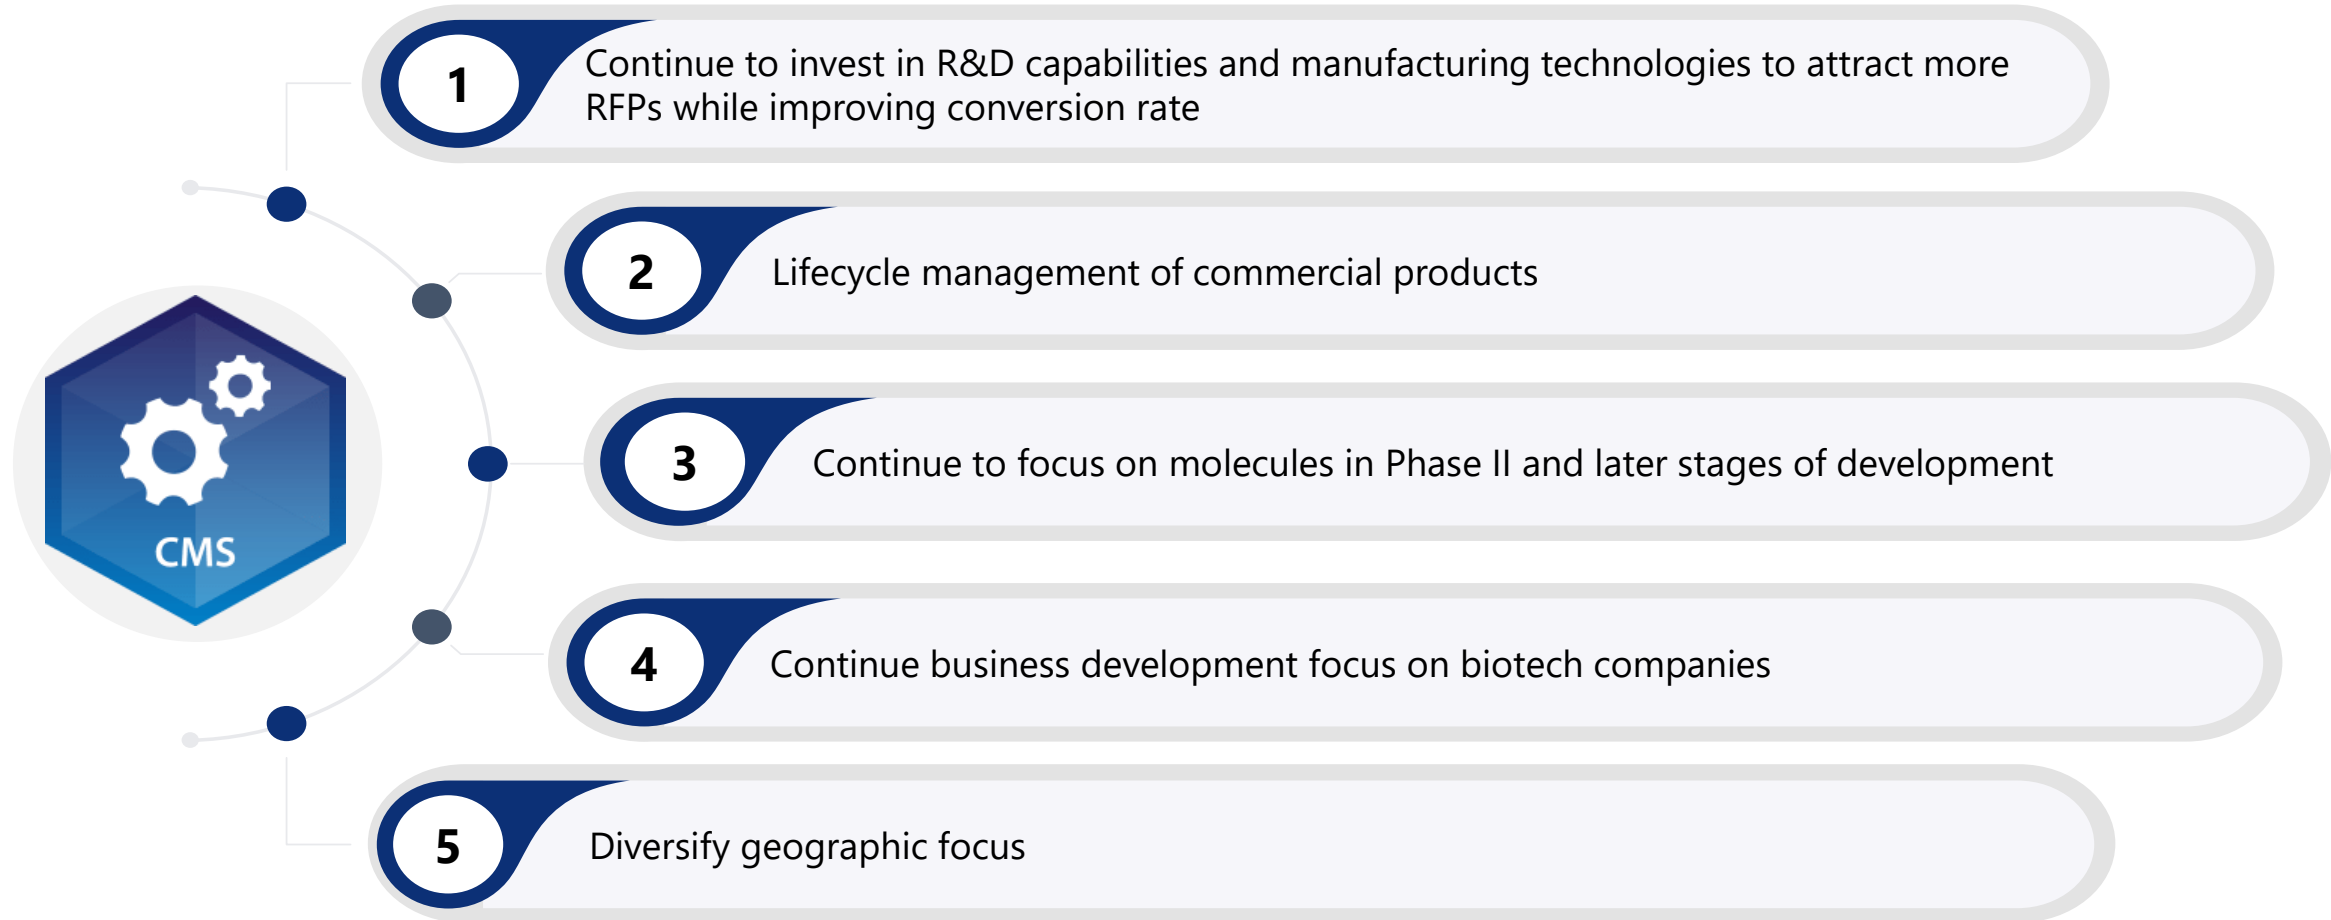 1
Continue to invest in R&D capabilities and manufacturing technologies to attract more
RFPs while improving conversion rate
2
Lifecycle management of commercial products
CMS
3
Continue to focus on molecules in Phase II and later stages of development
4
Continue business development focus on biotech companies
5
Diversify geographic focus